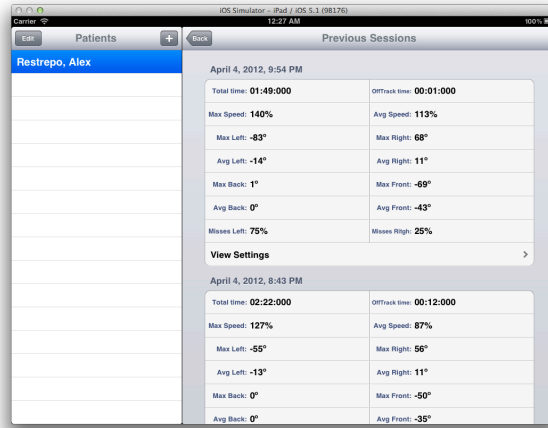 iOS Simulator – iPad / iOS 5.1 (9B176)
Carrier 12:27 AM 100%
Edit Patients + Back Previous Sessions
Restrepo, Alex
April 4, 2012, 9:54 PM
Total time: 01:49:000 OffTrack time: 00:01:000
Max Speed: 140% Avg Speed: 113%
Max Left: -83º Max Right: 68º
Avg Left: -14º Avg Right: 11º
Max Back: 1º Max Front: -69º
Avg Back: 0º Avg Front: -43º
Misses Left: 75% Misses Ritgh: 25%
View Settings
April 4, 2012, 8:43 PM
Total time: 02:22:000 OffTrack time: 00:12:000
Max Speed: 127% Avg Speed: 87%
Max Left: -55º Max Right: 56º
Avg Left: -13º Avg Right: 11º
Max Back: 0º Max Front: -50º
Avg Back: 0º Avg Front: -35º